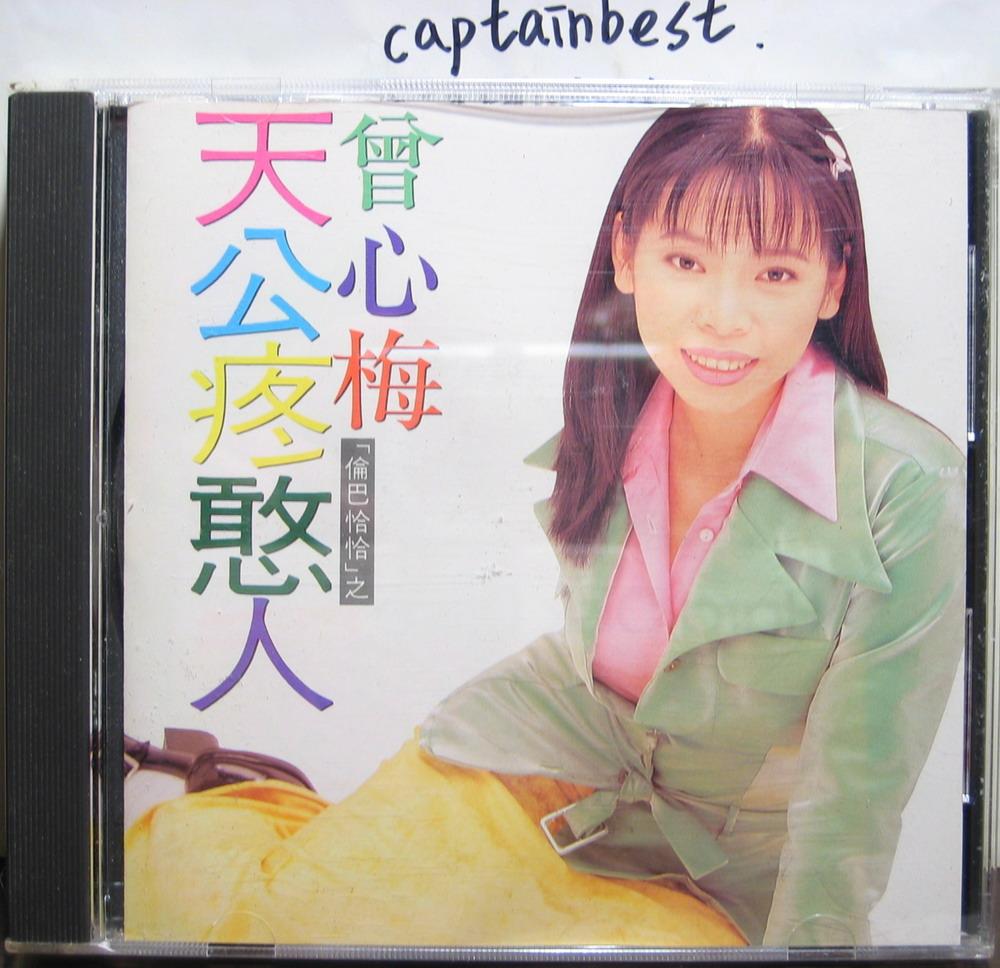 captainbest.
曾心梅
「倫巴恰恰」之
天公疼憨人